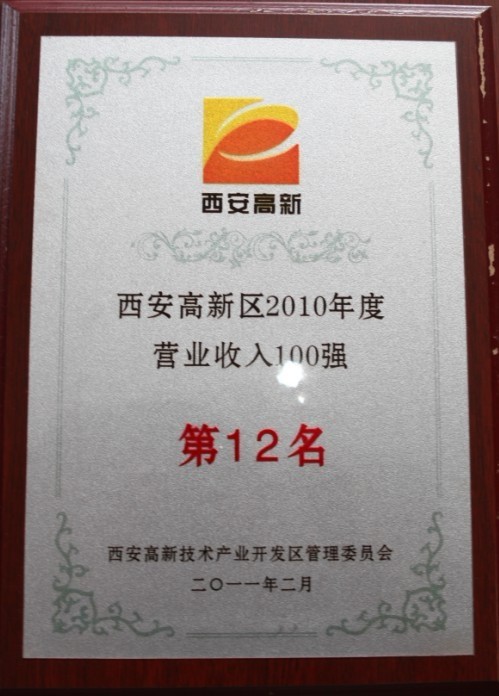 西安高新
西安高新区2010年度
营业收入100强
第12名
西安高新技术产业开发区管理委员会
二〇一一年二月